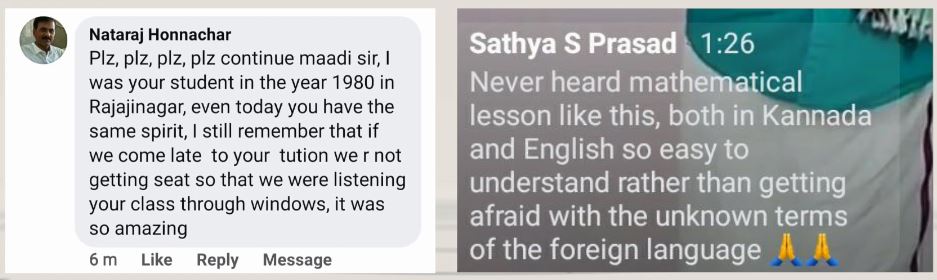 Nataraj Honnachar
Plz, plz, plz, plz continue maadi sir, I
was your student in the year 1980 in
Rajajinagar, even today you have the
same spirit, I still remember that if
we come late to your tution we r not
getting seat so that we were listening
your class through windows, it was
so amazing
6 m Like Reply Message
Sathya S Prasad · 1:26
Never heard mathematical
lesson like this, both in Kannada
and English so easy to
understand rather than getting
afraid with the unknown terms
of the foreign language 🙏🙏